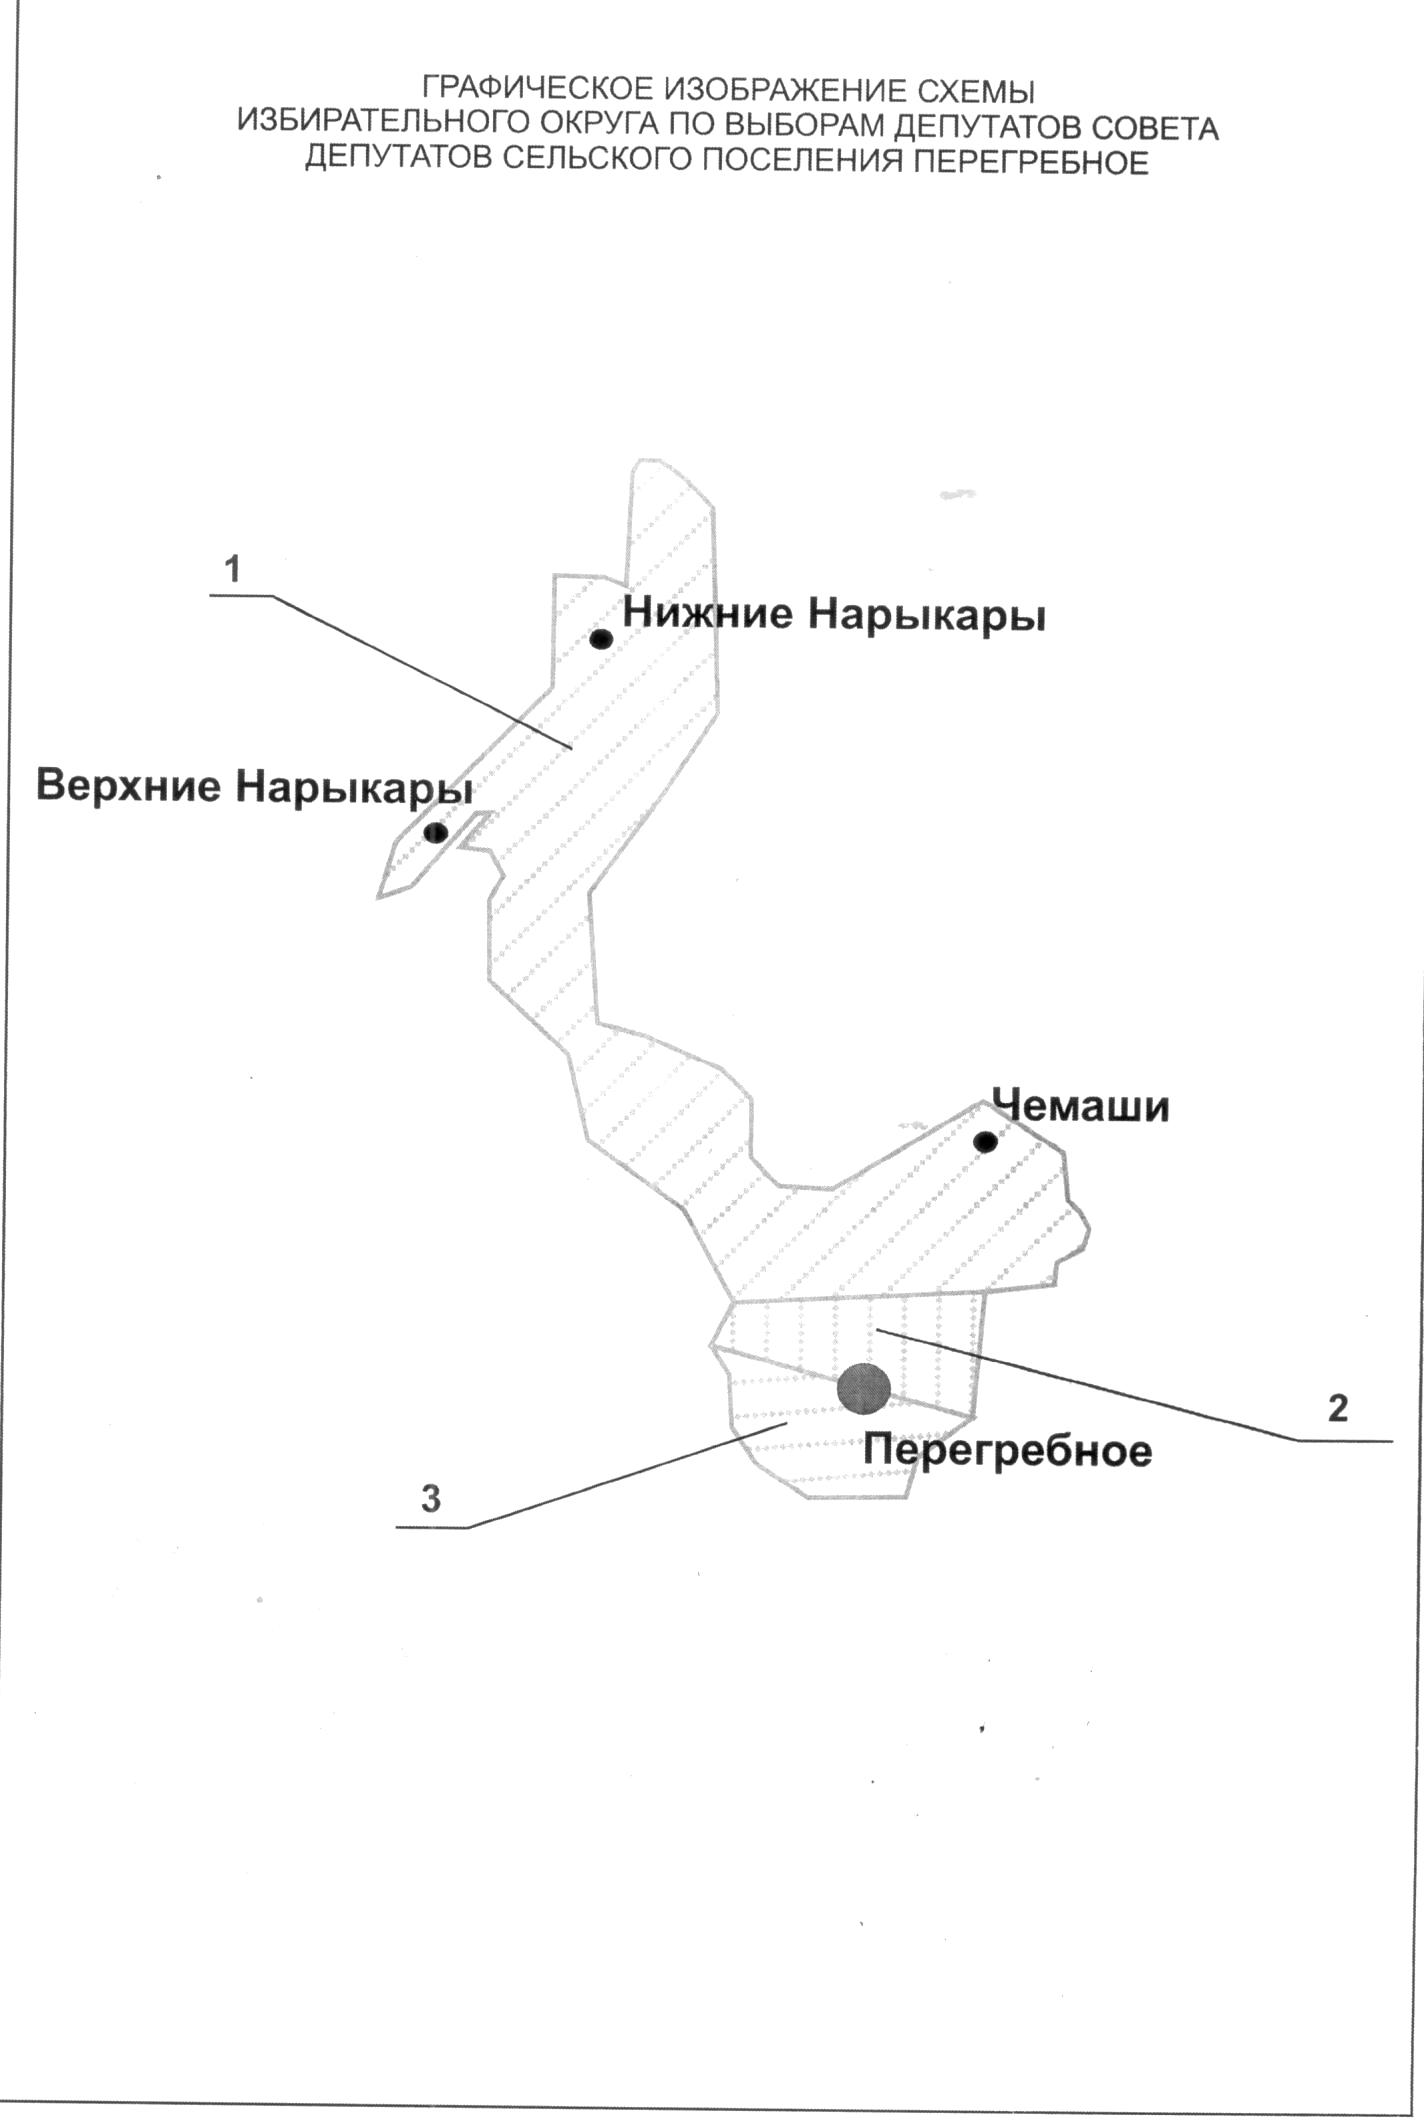 ГРАФИЧЕСКОЕ ИЗОБРАЖЕНИЕ СХЕМЫ
ИЗБИРАТЕЛЬНОГО ОКРУГА ПО ВЫБОРАМ ДЕПУТАТОВ СОВЕТА
ДЕПУТАТОВ СЕЛЬСКОГО ПОСЕЛЕНИЯ ПЕРЕГРЕБНОЕ
1
Нижние Нарыкары
Верхние Нарыкары
Чемаши
2
Перегребное
3